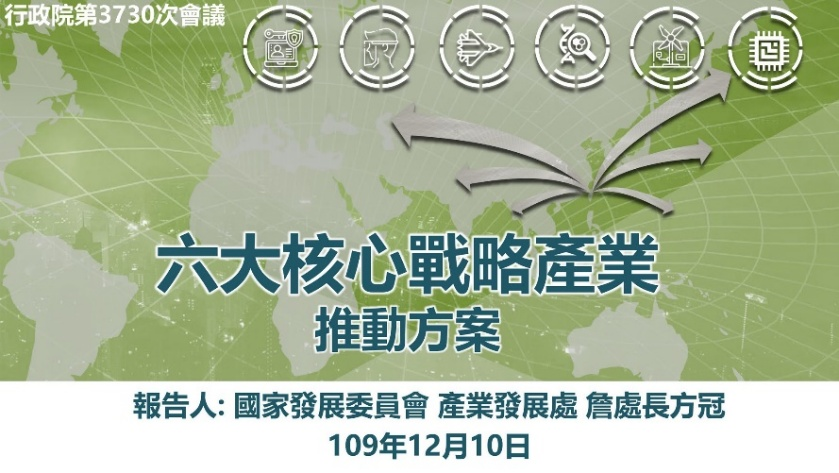 行政院第3730次會議
六大核心戰略產業
推動方案
報告人: 國家發展委員會 產業發展處 詹處長方冠
109年12月10日